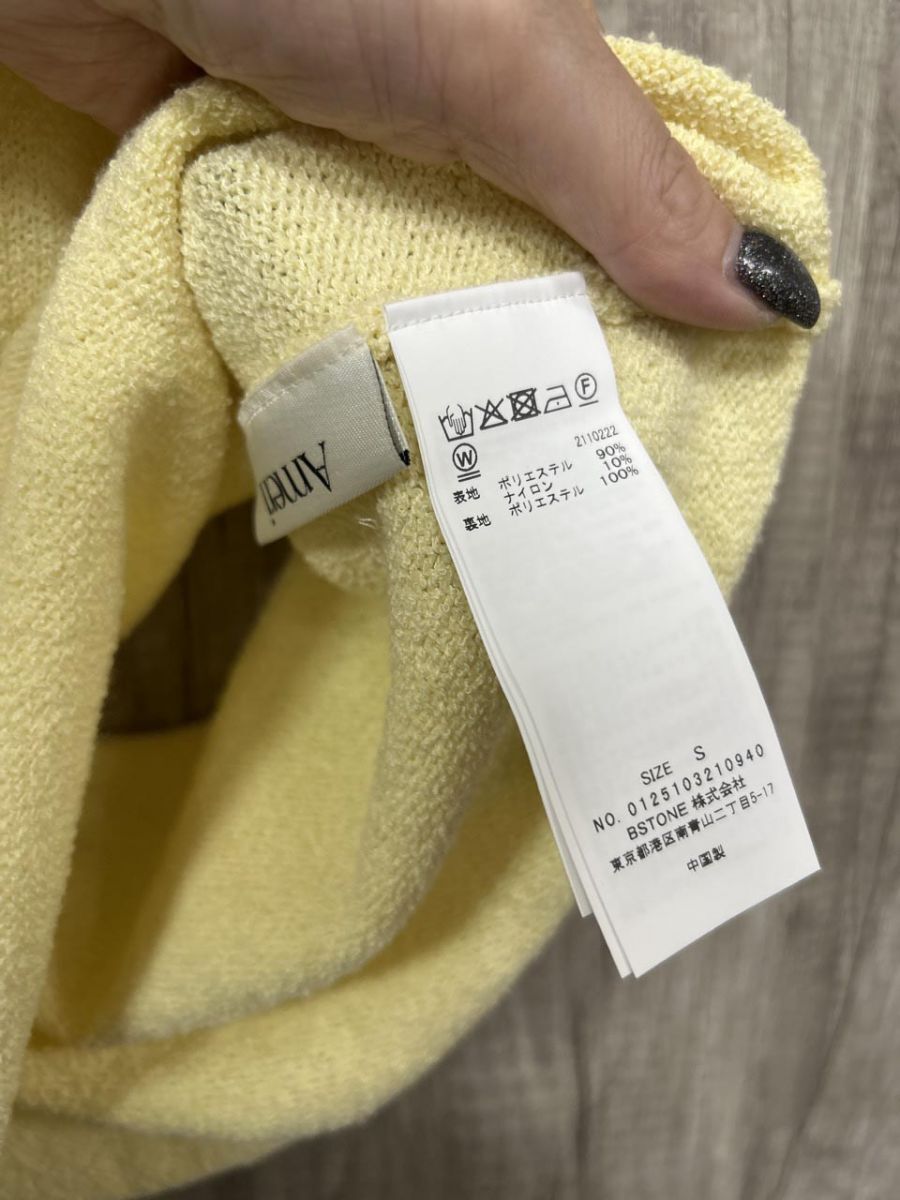 Ameri
F
W
2110222
表地 ポリエステル 90%
ナイロン 10%
裏地 ポリエステル 100%
SIZE S
NO. 0125103210940
BSTONE 株式会社
東京都港区南青山二丁目5-17
中国製